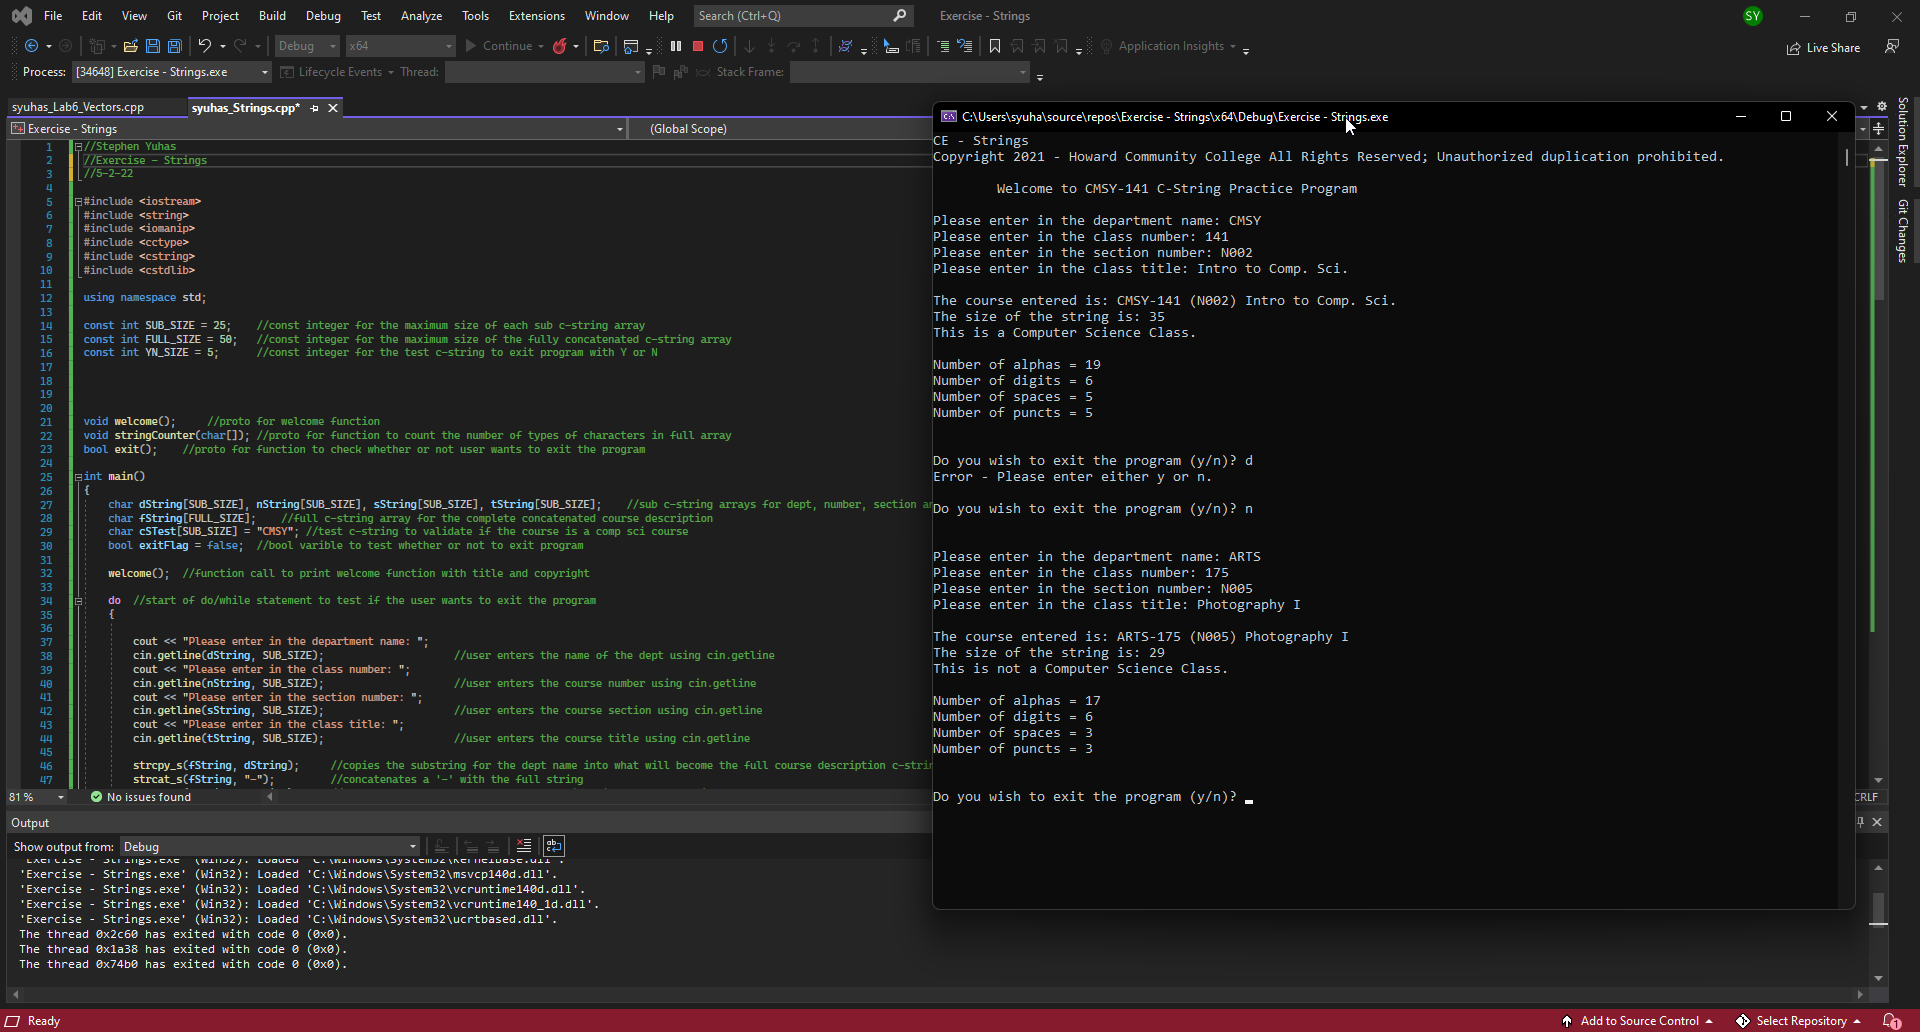 File Edit View Git Project Build Debug Test Analyze Tools Extensions Window Help Search (Ctrl+Q) Exercise - Strings SY
Debug x64 Continue Application Insights Live Share
Process: [34648] Exercise - Strings.exe Lifecycle Events Thread: Stack Frame:
syuhas_Lab6_Vectors.cpp syuhas_Strings.cpp*
Exercise - Strings (Global Scope)
1 //Stephen Yuhas
2 //Exercise - Strings
3 //5-2-22
4
5 #include <iostream>
6 #include <string>
7 #include <iomanip>
8 #include <cctype>
9 #include <cstring>
10 #include <cstdlib>
11
12 using namespace std;
13
14 const int SUB_SIZE = 25; //const integer for the maximum size of each sub c-string array
15 const int FULL_SIZE = 50; //const integer for the maximum size of the fully concatenated c-string array
16 const int YN_SIZE = 5; //const integer for the test c-string to exit program with Y or N
17
18
19
20
21 void welcome(); //proto for welcome function
22 void stringCounter(char[]); //proto for function to count the number of types of characters in full array
23 bool exit(); //proto for function to check whether or not user wants to exit the program
24
25 int main()
26 {
27 char dString[SUB_SIZE], nString[SUB_SIZE], sString[SUB_SIZE], tString[SUB_SIZE]; //sub c-string arrays for dept, number, section a
28 char fString[FULL_SIZE]; //full c-string array for the complete concatenated course description
29 char cSTest[SUB_SIZE] = "CMSY"; //test c-string to validate if the course is a comp sci course
30 bool exitFlag = false; //bool varible to test whether or not to exit program
31
32 welcome(); //function call to print welcome function with title and copyright
33
34 do //start of do/while statement to test if the user wants to exit the program
35 {
36
37 cout << "Please enter in the department name: ";
38 cin.getline(dString, SUB_SIZE); //user enters the name of the dept using cin.getline
39 cout << "Please enter in the class number: ";
40 cin.getline(nString, SUB_SIZE); //user enters the course number using cin.getline
41 cout << "Please enter in the section number: ";
42 cin.getline(sString, SUB_SIZE); //user enters the course section using cin.getline
43 cout << "Please enter in the class title: ";
44 cin.getline(tString, SUB_SIZE); //user enters the course title using cin.getline
45
46 strcpy_s(fString, dString); //copies the substring for the dept name into what will become the full course description c-stri
47 strcat_s(fString, "-"); //concatenates a '-' with the full string
81 % No issues found CRLF
Output
Show output from: Debug
'Exercise - Strings.exe' (Win32): Loaded 'C:\Windows\System32\kernelbase.dll'.
'Exercise - Strings.exe' (Win32): Loaded 'C:\Windows\System32\msvcp140d.dll'.
'Exercise - Strings.exe' (Win32): Loaded 'C:\Windows\System32\vcruntime140d.dll'.
'Exercise - Strings.exe' (Win32): Loaded 'C:\Windows\System32\vcruntime140_1d.dll'.
'Exercise - Strings.exe' (Win32): Loaded 'C:\Windows\System32\ucrtbased.dll'.
The thread 0x2c60 has exited with code 0 (0x0).
The thread 0x1a38 has exited with code 0 (0x0).
The thread 0x74b0 has exited with code 0 (0x0).
C:\Users\syuha\source\repos\Exercise - Strings\x64\Debug\Exercise - Strings.exe
CE - Strings
Copyright 2021 - Howard Community College All Rights Reserved; Unauthorized duplication prohibited.
Welcome to CMSY-141 C-String Practice Program
Please enter in the department name: CMSY
Please enter in the class number: 141
Please enter in the section number: N002
Please enter in the class title: Intro to Comp. Sci.
The course entered is: CMSY-141 (N002) Intro to Comp. Sci.
The size of the string is: 35
This is a Computer Science Class.
Number of alphas = 19
Number of digits = 6
Number of spaces = 5
Number of puncts = 5
Do you wish to exit the program (y/n)? d
Error - Please enter either y or n.
Do you wish to exit the program (y/n)? n
Please enter in the department name: ARTS
Please enter in the class number: 175
Please enter in the section number: N005
Please enter in the class title: Photography I
The course entered is: ARTS-175 (N005) Photography I
The size of the string is: 29
This is not a Computer Science Class.
Number of alphas = 17
Number of digits = 6
Number of spaces = 3
Number of puncts = 3
Do you wish to exit the program (y/n)?
Solution Explorer
Git Changes
Ready Add to Source Control Select Repository 1